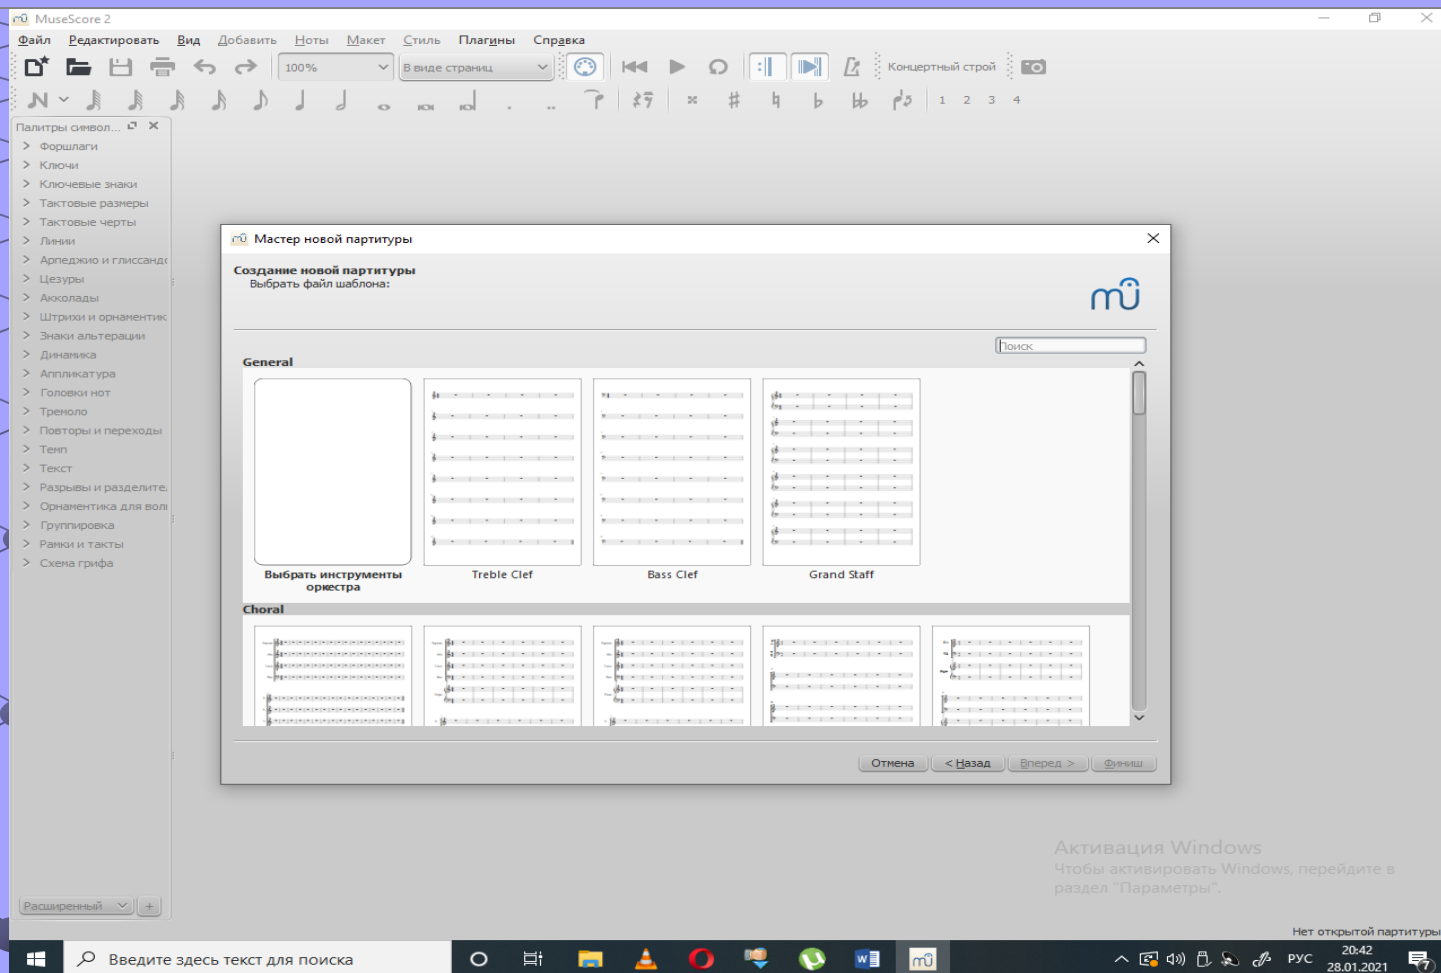 MuseScore 2
Файл Редактировать Вид Добавить Ноты Макет Стиль Плагины Справка
100% В виде страниц Концертный строй
1 2 3 4
Палитры символ...
Форшлаги
Ключи
Ключевые знаки
Тактовые размеры
Тактовые черты
Линии
Арпеджио и глиссандо
Цезуры
Акколады
Штрихи и орнаментик
Знаки альтерации
Динамика
Аппликатура
Головки нот
Тремоло
Повторы и переходы
Темп
Текст
Разрывы и разделите.
Орнаментика для вол
Группировка
Рамки и такты
Схема грифа
Расширенный
Мастер новой партитуры
Создание новой партитуры
Выбрать файл шаблона:
Поиск
General
Выбрать инструменты
оркестра
Treble Clef
Bass Clef
Grand Staff
Choral
Отмена < Назад Вперед > Финиш
Активация Windows
Чтобы активировать Windows, перейдите в
раздел "Параметры".
Нет открытой партитуры
Введите здесь текст для поиска
РУС
20:42
28.01.2021
7